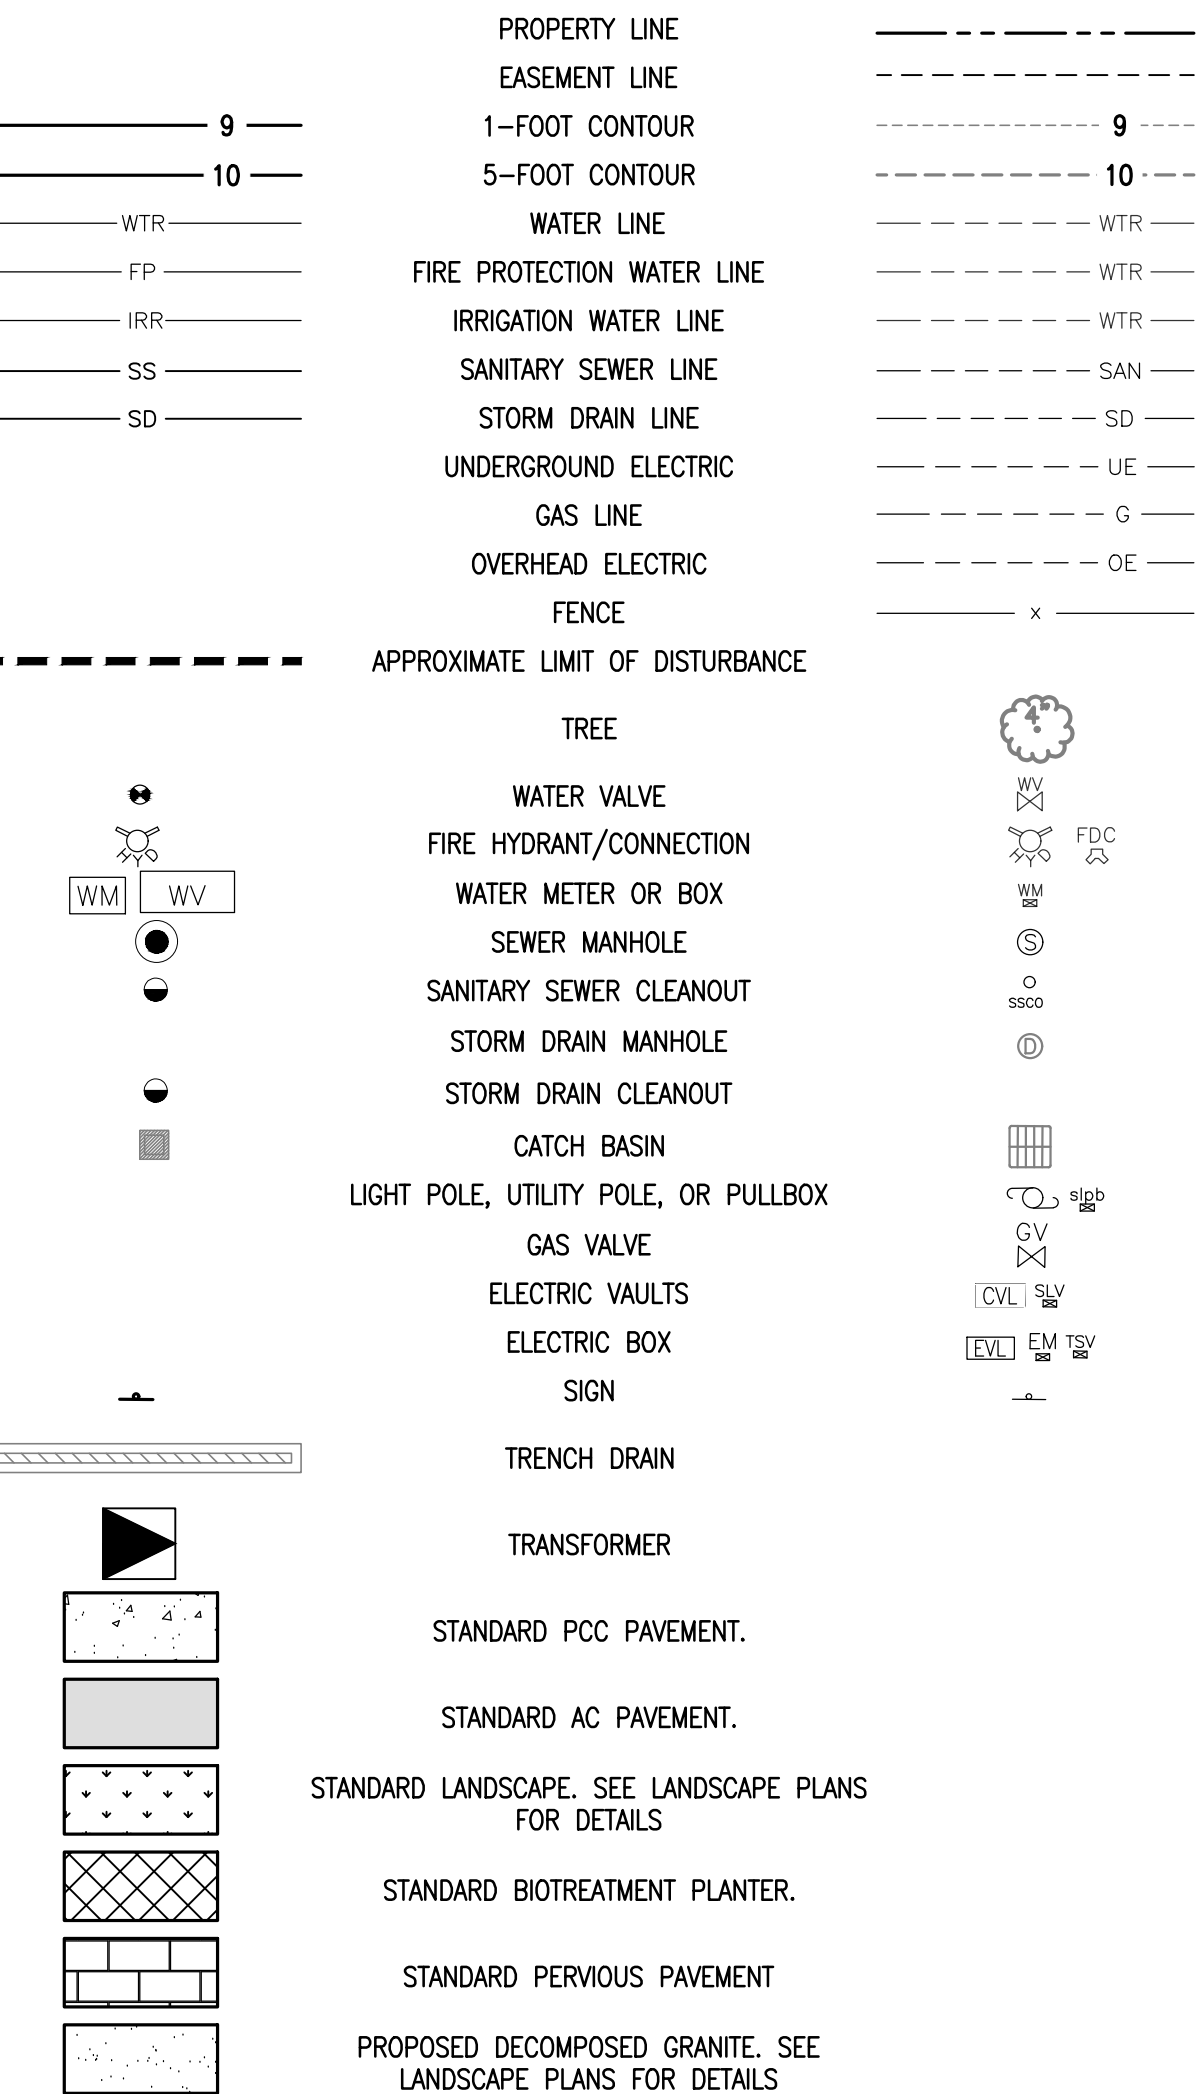 PROPERTY LINE
EASEMENT LINE
9 1-FOOT CONTOUR 9
10 5-FOOT CONTOUR 10
WTR WATER LINE WTR
FP FIRE PROTECTION WATER LINE WTR
IRR IRRIGATION WATER LINE WTR
SS SANITARY SEWER LINE SAN
SD STORM DRAIN LINE SD
UNDERGROUND ELECTRIC UE
GAS LINE G
OVERHEAD ELECTRIC OE
FENCE x
APPROXIMATE LIMIT OF DISTURBANCE
TREE 4"
WATER VALVE WV
HYD FIRE HYDRANT/CONNECTION HYD FDC
WM WV WATER METER OR BOX WM
SEWER MANHOLE S
SANITARY SEWER CLEANOUT SSCO
STORM DRAIN MANHOLE D
STORM DRAIN CLEANOUT
CATCH BASIN
LIGHT POLE, UTILITY POLE, OR PULLBOX slpb
GAS VALVE GV
ELECTRIC VAULTS CVL SLV
ELECTRIC BOX EVL EM TSV
SIGN
TRENCH DRAIN
TRANSFORMER
STANDARD PCC PAVEMENT.
STANDARD AC PAVEMENT.
STANDARD LANDSCAPE. SEE LANDSCAPE PLANS
FOR DETAILS
STANDARD BIOTREATMENT PLANTER.
STANDARD PERVIOUS PAVEMENT
PROPOSED DECOMPOSED GRANITE. SEE
LANDSCAPE PLANS FOR DETAILS